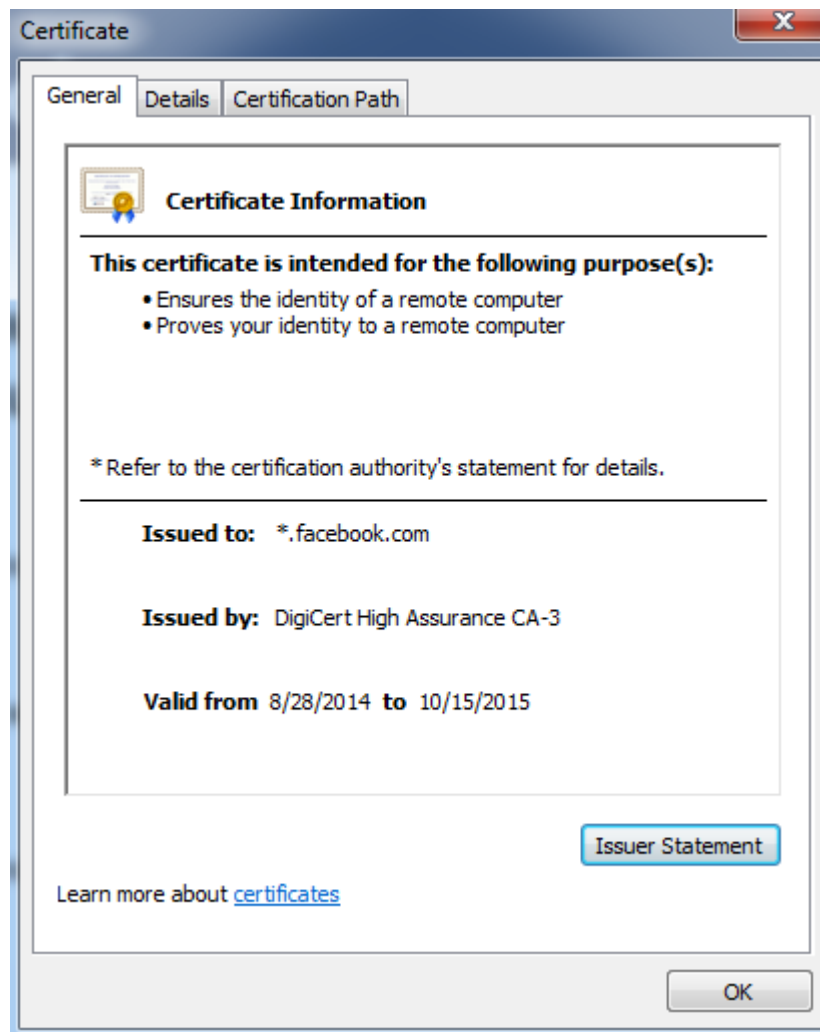 Certificate
General Details Certification Path
Certificate Information
This certificate is intended for the following purpose(s):
• Ensures the identity of a remote computer
• Proves your identity to a remote computer
* Refer to the certification authority's statement for details.
Issued to: *.facebook.com
Issued by: DigiCert High Assurance CA-3
Valid from 8/28/2014 to 10/15/2015
Issuer Statement
Learn more about certificates
OK